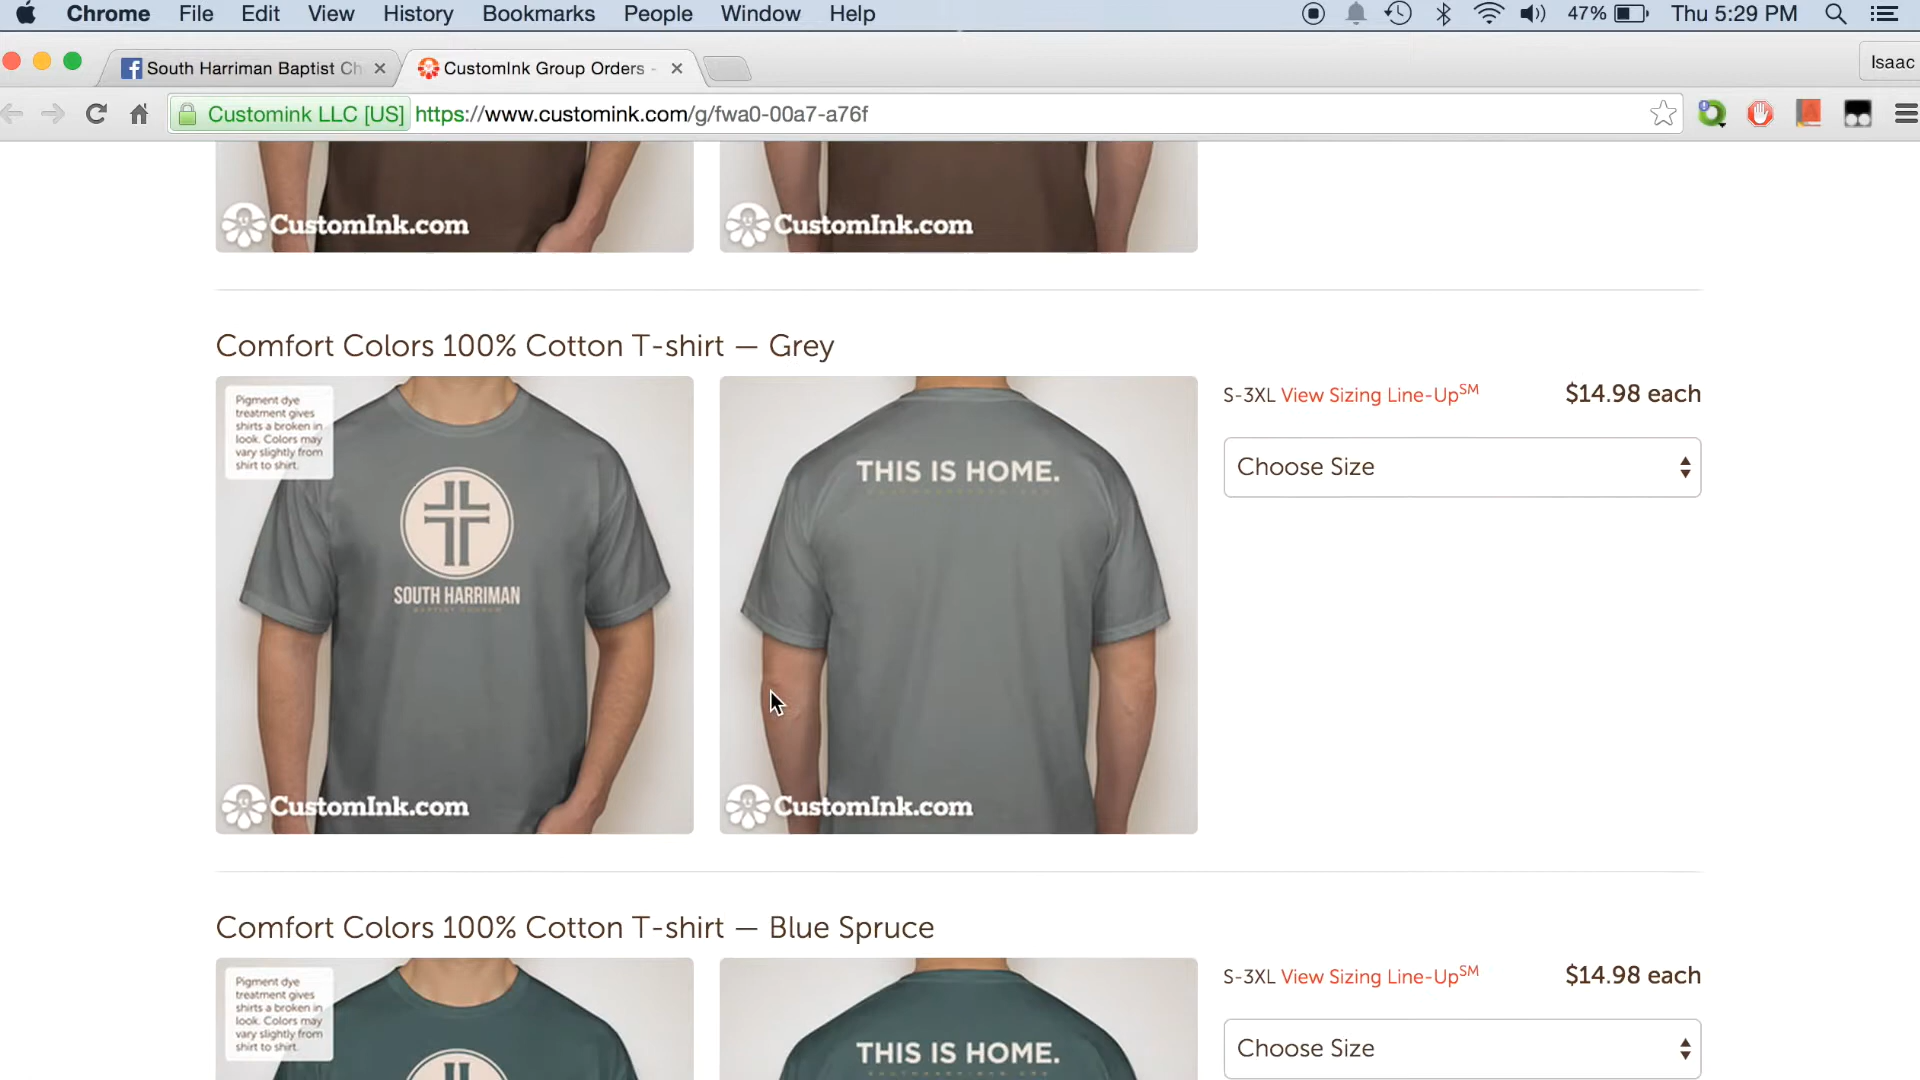 Chrome File Edit View History Bookmarks People Window Help 47% Thu 5:29 PM
South Harriman Baptist Ch CustomInk Group Orders - Isaac
Customink LLC [US] https://www.customink.com/g/fwa0-00a7-a76f
CustomInk.com CustomInk.com
Comfort Colors 100% Cotton T-shirt — Grey
Pigment dye
treatment gives
shirts a broken in
look. Colors may
vary slightly from
shirt to shirt.
SOUTH HARRIMAN
BAPTIST CHURCH
CustomInk.com
THIS IS HOME.
CustomInk.com
S-3XL View Sizing Line-Up℠ $14.98 each
Choose Size
Comfort Colors 100% Cotton T-shirt — Blue Spruce
Pigment dye
treatment gives
shirts a broken in
look. Colors may
vary slightly from
shirt to shirt.
THIS IS HOME.
S-3XL View Sizing Line-Up℠ $14.98 each
Choose Size